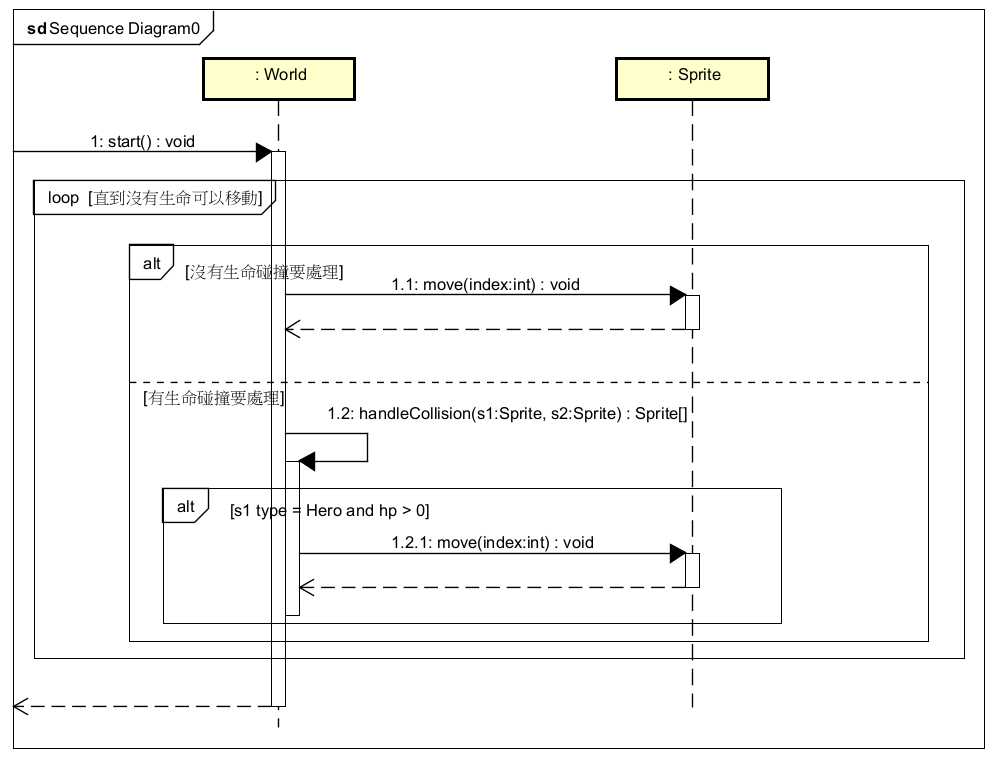 sd Sequence Diagram0
: World
: Sprite
1: start() : void
loop [直到沒有生命可以移動]
alt
[沒有生命碰撞要處理]
1.1: move(index:int) : void
[有生命碰撞要處理]
1.2: handleCollision(s1:Sprite, s2:Sprite) : Sprite[]
alt
[s1 type = Hero and hp > 0]
1.2.1: move(index:int) : void